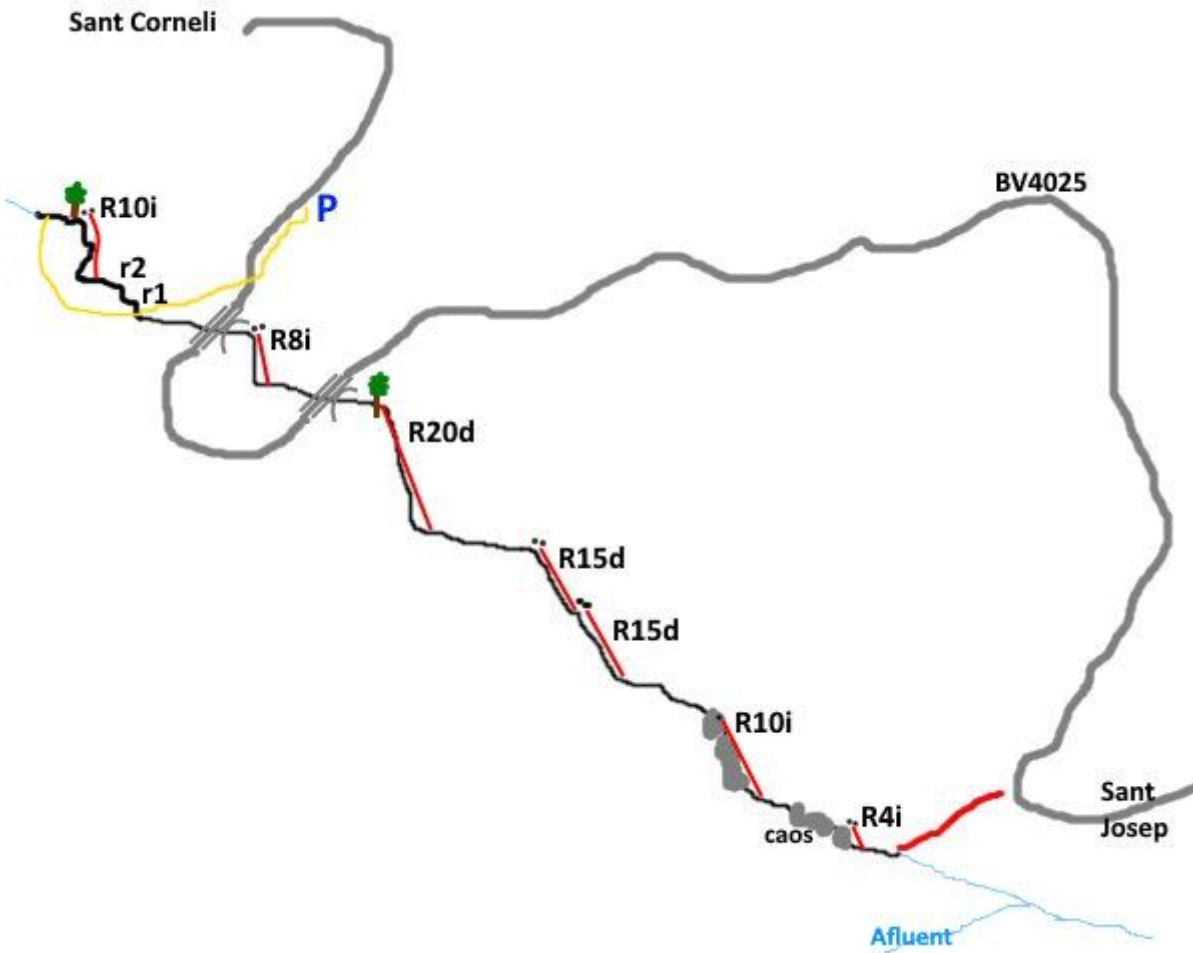 Sant Corneli
BV4025
R10i
P
r2
r1
R8i
R20d
R15d
R15d
R10i
R4i
caos
Sant
Josep
Afluent